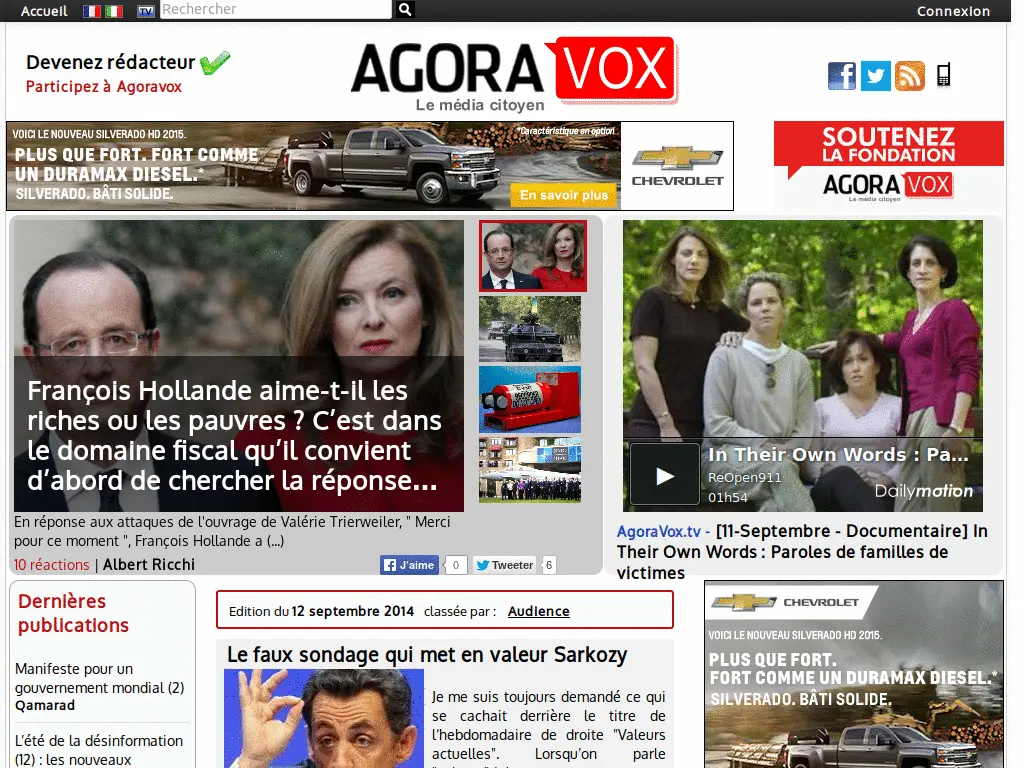 Accueil
TV
Rechercher
Connexion
Devenez rédacteur
Participez à Agoravox
AGORA VOX
Le média citoyen
VOICI LE NOUVEAU SILVERADO HD 2015.
PLUS QUE FORT. FORT COMME
UN DURAMAX DIESEL.*
SILVERADO. BÂTI SOLIDE.
*Caractéristique en option
En savoir plus
CHEVROLET
SOUTENEZ
LA FONDATION
AGORA VOX
Le média citoyen
François Hollande aime-t-il les
riches ou les pauvres ? C’est dans
le domaine fiscal qu’il convient
d’abord de chercher la réponse...
En réponse aux attaques de l'ouvrage de Valérie Trierweiler, " Merci
pour ce moment ", François Hollande a (...)
10 réactions | Albert Ricchi
J'aime
0
Tweeter
6
In Their Own Words : Pa...
ReOpen911
01h54
Dailymotion
AgoraVox.tv - [11-Septembre - Documentaire] In
Their Own Words : Paroles de familles de
victimes
Dernières
publications
Manifeste pour un
gouvernement mondial (2)
Qamarad
L’été de la désinformation
(12) : les nouveaux
Edition du 12 septembre 2014 classée par : Audience
Le faux sondage qui met en valeur Sarkozy
Je me suis toujours demandé ce qui
se cachait derrière le titre de
l’hebdomadaire de droite "Valeurs
actuelles". Lorsqu’on parle
CHEVROLET
VOICI LE NOUVEAU SILVERADO HD 2015.
PLUS QUE FORT.
FORT COMME UN DURAMAX DIESEL.*
SILVERADO. BÂTI SOLIDE.